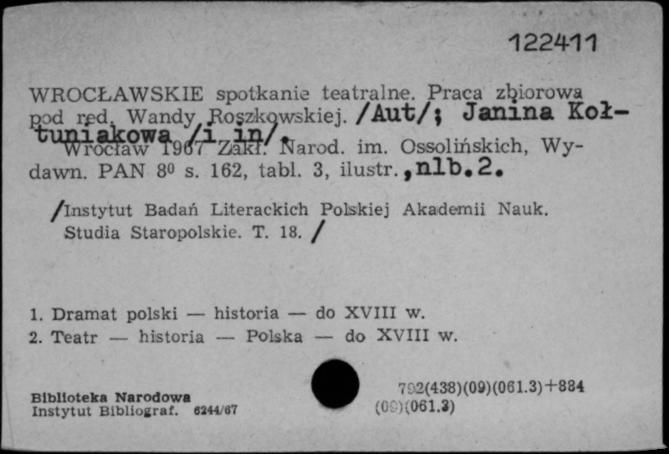 122411
WROCŁAWSKIE spotkanie teatralne. Praca zbiorowa
pod red. Wandy Roszkowskiej. /Aut/; Janina Koł-
tuniakowa /i in/.
Wrocław 1967 Zakł. Narod. im. Ossolińskich, Wy-
dawn. PAN 8⁰ s. 162, tabl. 3, ilustr., nlb.2.
/Instytut Badań Literackich Polskiej Akademii Nauk.
Studia Staropolskie. T. 18. /
1. Dramat polski — historia — do XVIII w.
2. Teatr — historia — Polska — do XVIII w.
792(438)(09)(061.3)+884
(09)(061.3)
Biblioteka Narodowa
Instytut Bibliograf. 6244/67